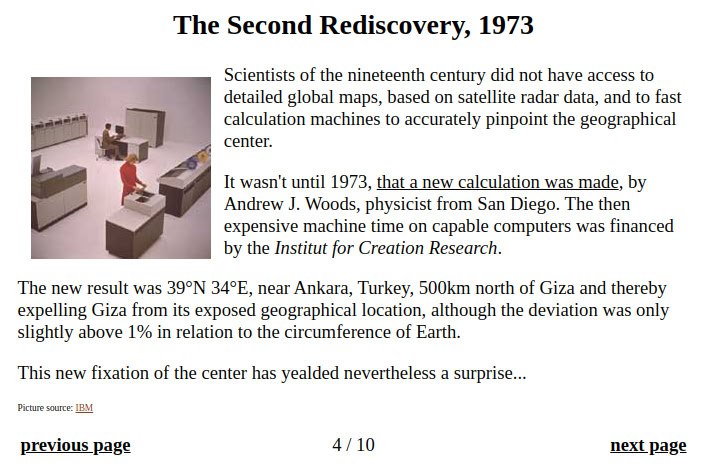 The Second Rediscovery, 1973
Scientists of the nineteenth century did not have access to
detailed global maps, based on satellite radar data, and to fast
calculation machines to accurately pinpoint the geographical
center.
It wasn't until 1973, that a new calculation was made, by
Andrew J. Woods, physicist from San Diego. The then
expensive machine time on capable computers was financed
by the Institut for Creation Research.
The new result was 39°N 34°E, near Ankara, Turkey, 500km north of Giza and thereby
expelling Giza from its exposed geographical location, although the deviation was only
slightly above 1% in relation to the circumference of Earth.
This new fixation of the center has yealded nevertheless a surprise...
Picture source: IBM
previous page 4 / 10 next page